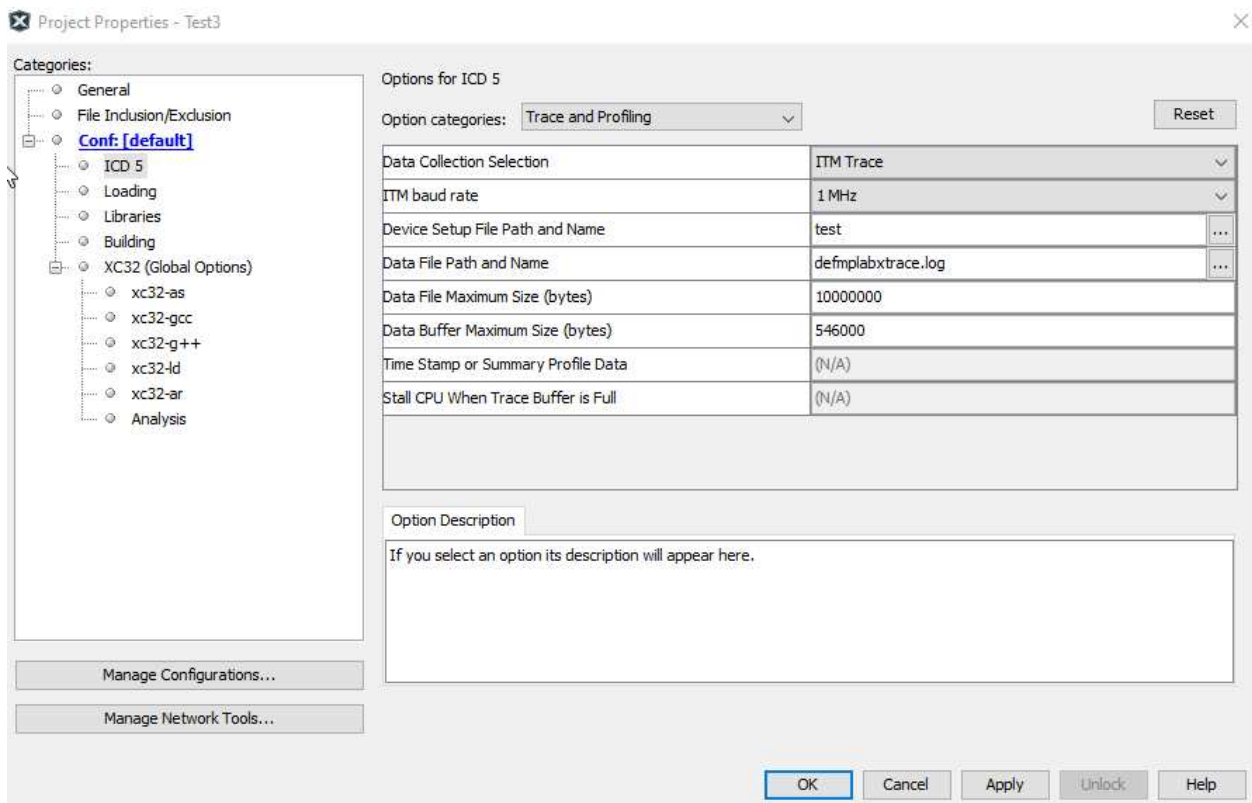 Project Properties - Test3
Categories:
General
File Inclusion/Exclusion
Conf: [default]
ICD 5
Loading
Libraries
Building
XC32 (Global Options)
xc32-as
xc32-gcc
xc32-g++
xc32-ld
xc32-ar
Analysis
Manage Configurations...
Manage Network Tools...
Options for ICD 5
Option categories: Trace and Profiling Reset
Data Collection Selection ITM Trace
ITM baud rate 1 MHz
Device Setup File Path and Name test ...
Data File Path and Name defmplabxtrace.log ...
Data File Maximum Size (bytes) 10000000
Data Buffer Maximum Size (bytes) 546000
Time Stamp or Summary Profile Data (N/A)
Stall CPU When Trace Buffer is Full (N/A)
Option Description
If you select an option its description will appear here.
OK Cancel Apply Unlock Help